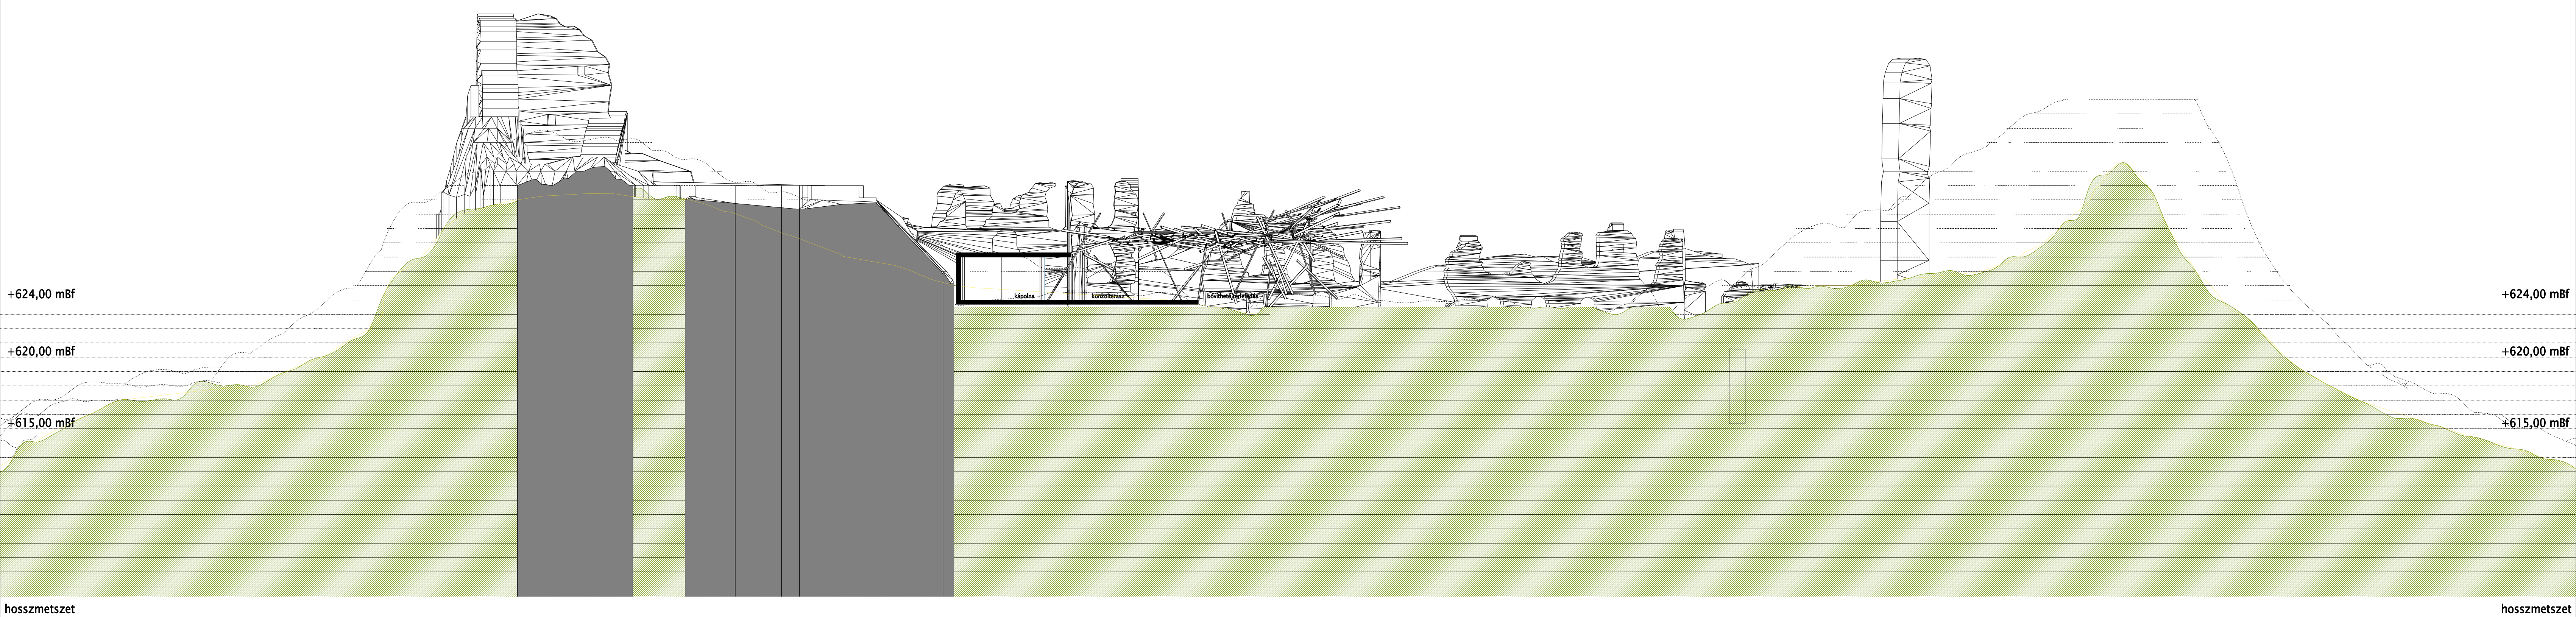 +624,00 mBf
+624,00 mBf
kápolna
konzolterasz
+620,00 mBf
+620,00 mBf
+615,00 mBf
+615,00 mBf
hosszmetszet
hosszmetszet